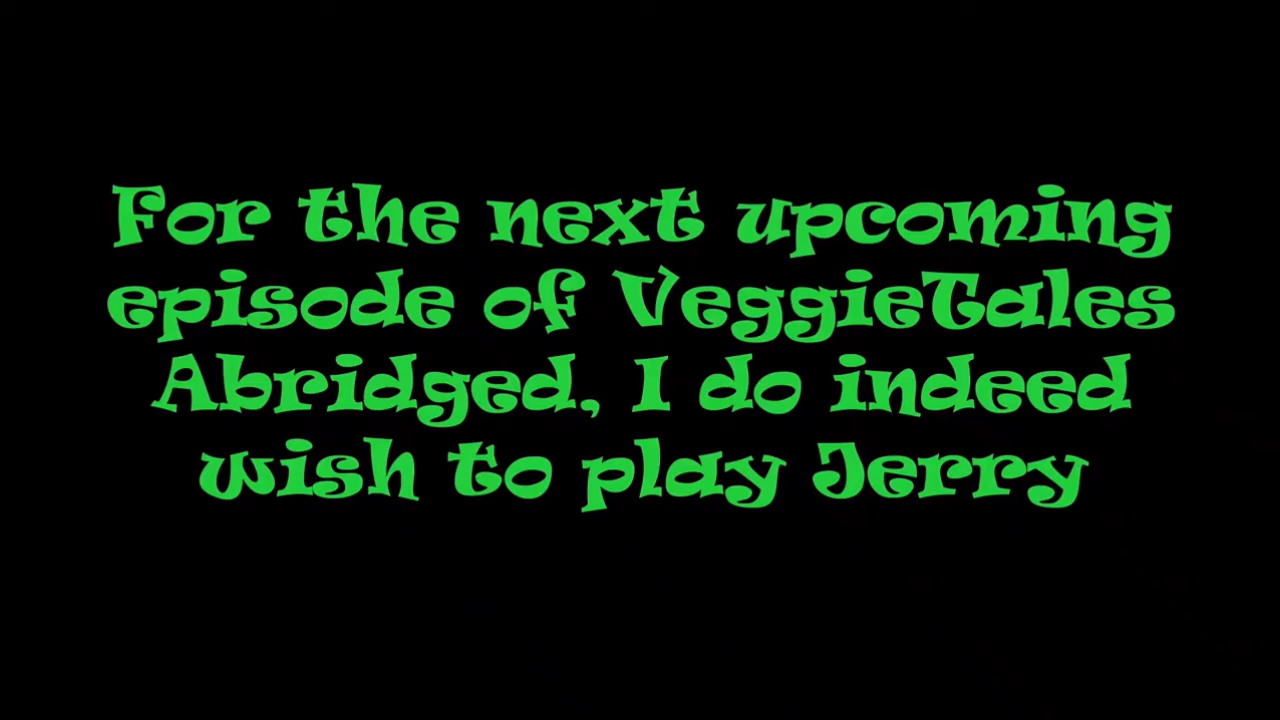 For the next upcoming
episode of VeggieTales
Abridged, I do indeed
wish to play Jerry